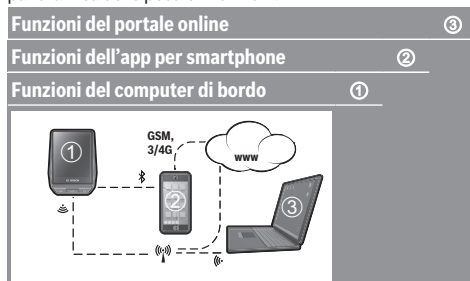 Funzioni del portale online ③
Funzioni dell'app per smartphone ②
Funzioni del computer di bordo ①
GSM,
3/4G
www
①
②
③